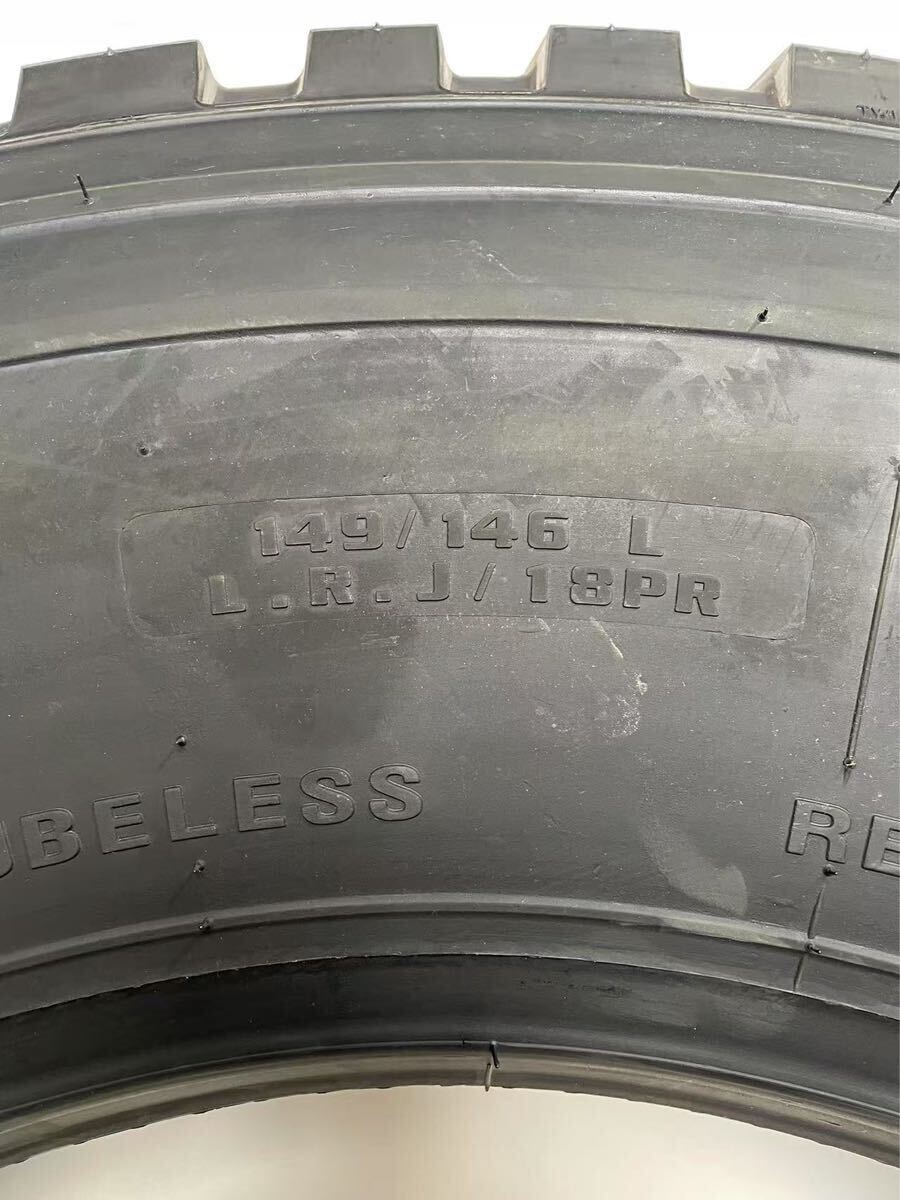 149/146 L
L.R.J/18PR
UBELESS
RE